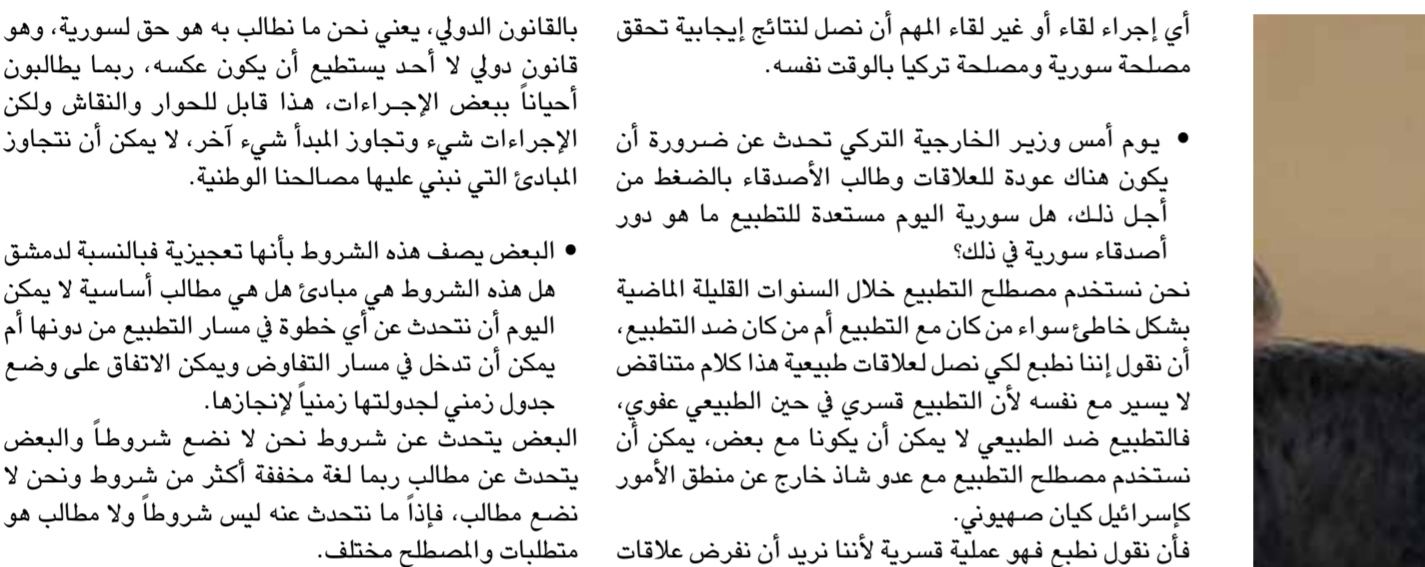 أي إجراء لقاء أو غير لقاء المهم أن نصل لنتائج إيجابية تحقق
مصلحة سورية ومصلحة تركيا بالوقت نفسه.
• يوم أمس وزير الخارجية التركي تحدث عن ضرورة أن
يكون هناك عودة للعلاقات وطالب الأصدقاء بالضغط من
أجل ذلك، هل سورية اليوم مستعدة للتطبيع ما هو دور
أصدقاء سورية في ذلك؟
نحن نستخدم مصطلح التطبيع خلال السنوات القليلة الماضية
بشكل خاطئ سواء من كان مع التطبيع أم من كان ضد التطبيع،
أن نقول إننا نطبع لكي نصل لعلاقات طبيعية هذا كلام متناقض
لا يسير مع نفسه لأن التطبيع قسري في حين الطبيعي عفوي،
فالتطبيع ضد الطبيعي لا يمكن أن يكونا مع بعض، يمكن أن
نستخدم مصطلح التطبيع مع عدو شاذ خارج عن منطق الأمور
كإسرائيل كيان صهيوني.
فأن نقول نطبع فهو عملية قسرية لأننا نريد أن نفرض علاقات
بالقانون الدولي، يعني نحن ما نطالب به هو حق لسورية، وهو
قانون دولي لا أحد يستطيع أن يكون عكسه، ربما يطالبون
أحياناً ببعض الإجراءات، هذا قابل للحوار والنقاش ولكن
الإجراءات شيء وتجاوز المبدأ شيء آخر، لا يمكن أن نتجاوز
المبادئ التي نبني عليها مصالحنا الوطنية.
• البعض يصف هذه الشروط بأنها تعجيزية فبالنسبة لدمشق
هل هذه الشروط هي مبادئ هل هي مطالب أساسية لا يمكن
اليوم أن نتحدث عن أي خطوة في مسار التطبيع من دونها أم
يمكن أن تدخل في مسار التفاوض ويمكن الاتفاق على وضع
جدول زمني لجدولتها زمنياً لإنجازها.
البعض يتحدث عن شروط نحن لا نضع شروطاً والبعض
يتحدث عن مطالب ربما لغة مخففة أكثر من شروط ونحن لا
نضع مطالب، فإذاً ما نتحدث عنه ليس شروطاً ولا مطالب هو
متطلبات والمصطلح مختلف.